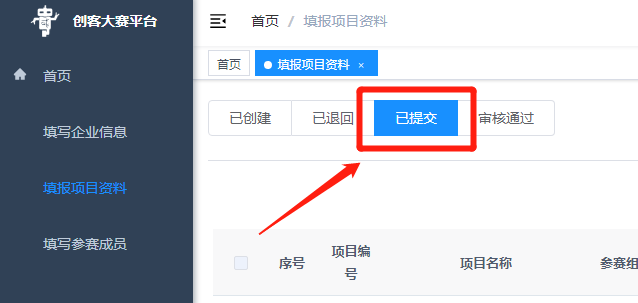 创客大赛平台
首页 / 填报项目资料
首页
填报项目资料 ×
首页
填写企业信息
填报项目资料
填写参赛成员
已创建
已退回
已提交
审核通过
序号
项目编
号
项目名称
参赛组